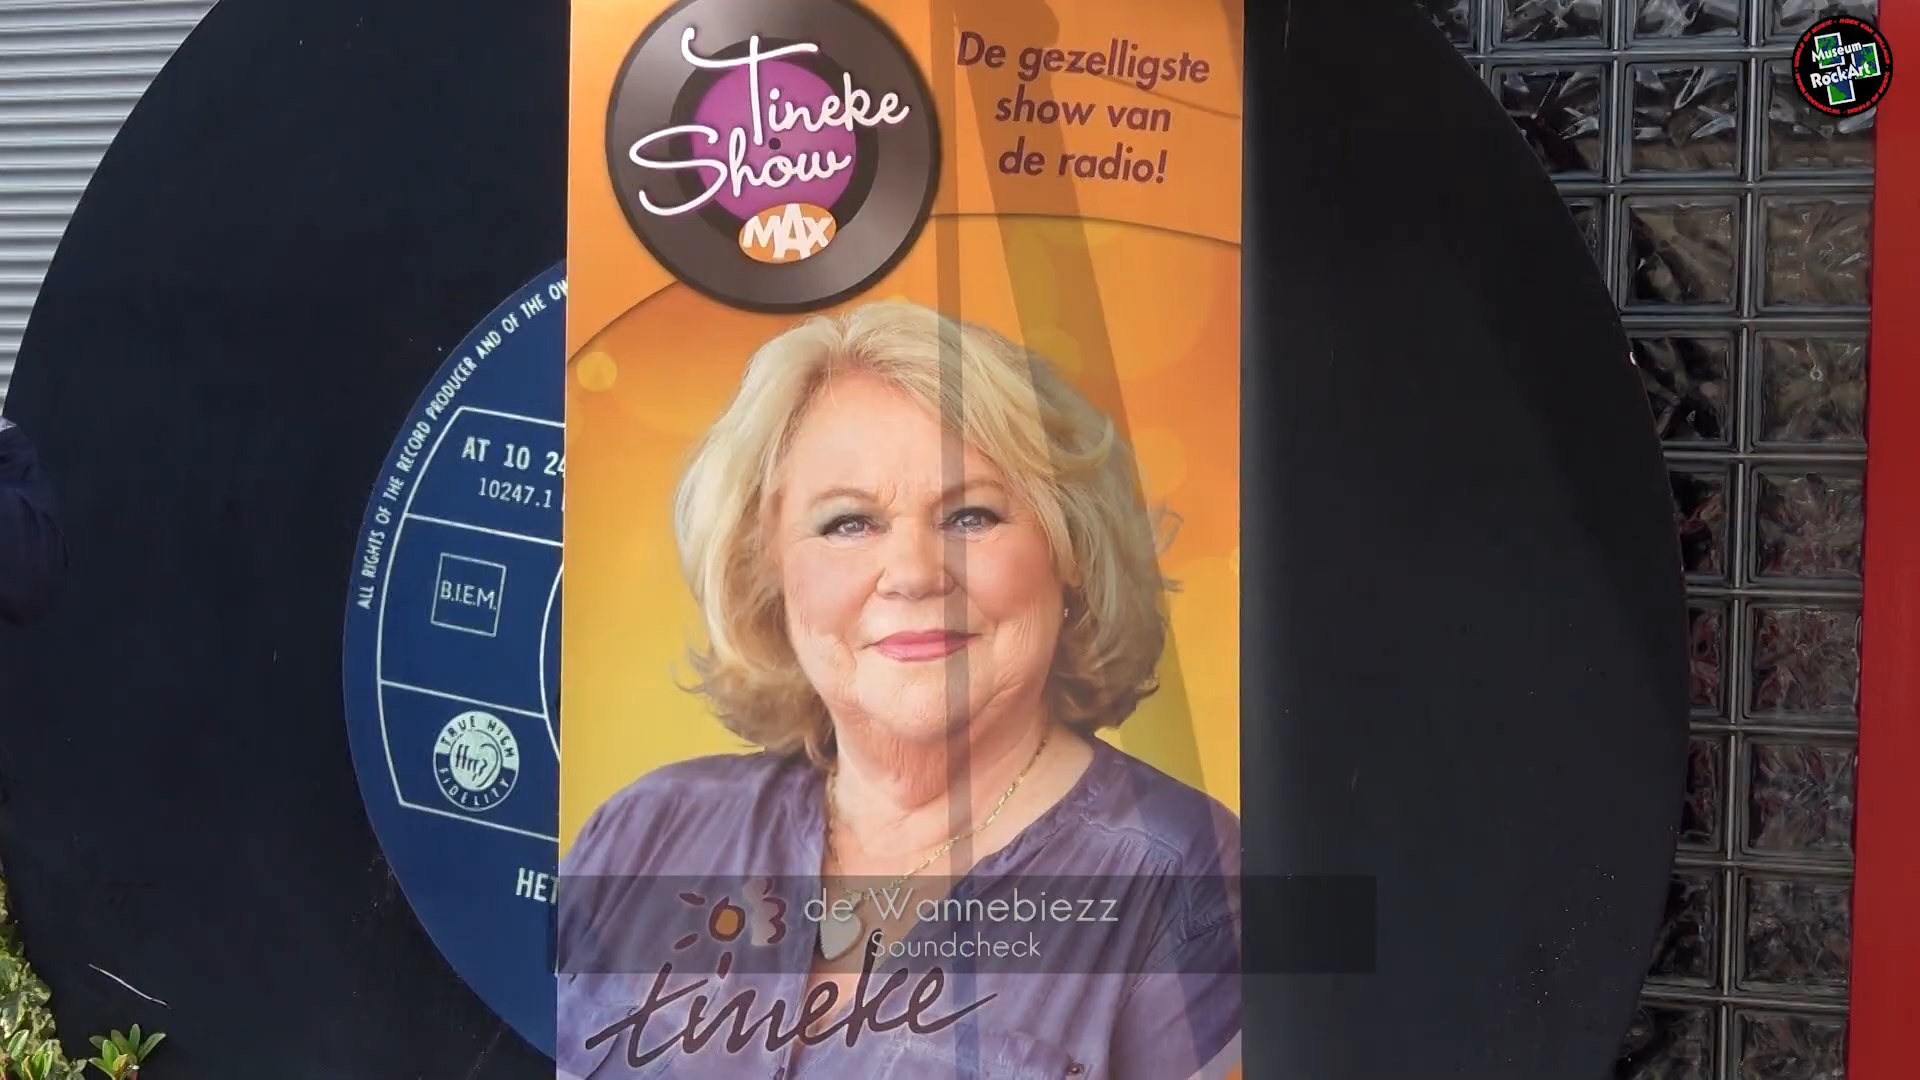 Tineke
Show
MAX
De gezelligste
show van
de radio!
Museum
RockArt
ALL RIGHTS OF THE RECORD PRODUCER AND OF THE OW
AT 10 24
10247.1
B.I.E.M.
TRUE HIGH
ffrr
FIDELITY
HET
de Wannebiezz
Soundcheck
tineke